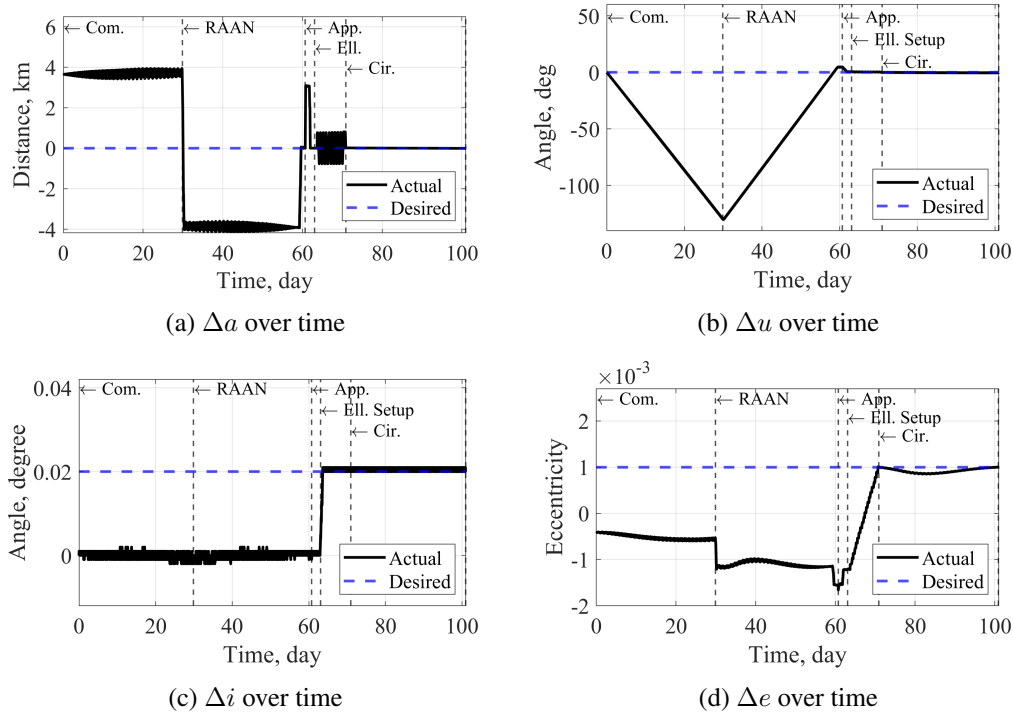 6
4
2
0
-2
-4
Distance, km
← Com.
← RAAN
← App.
← Ell.
← Cir.
Actual
Desired
0 20 40 60 80 100
Time, day
(a) Δa over time
50
0
-50
-100
Angle, deg
← Com.
← RAAN
← App.
← Ell. Setup
← Cir.
Actual
Desired
0 20 40 60 80 100
Time, day
(b) Δu over time
0.04
0.02
0
Angle, degree
← Com.
← RAAN
← App.
← Ell. Setup
← Cir.
Actual
Desired
0 20 40 60 80 100
Time, day
(c) Δi over time
×10⁻³
2
1
0
-1
-2
Eccentricity
← Com.
← RAAN
← App.
← Ell. Setup
← Cir.
Actual
Desired
0 20 40 60 80 100
Time, day
(d) Δe over time